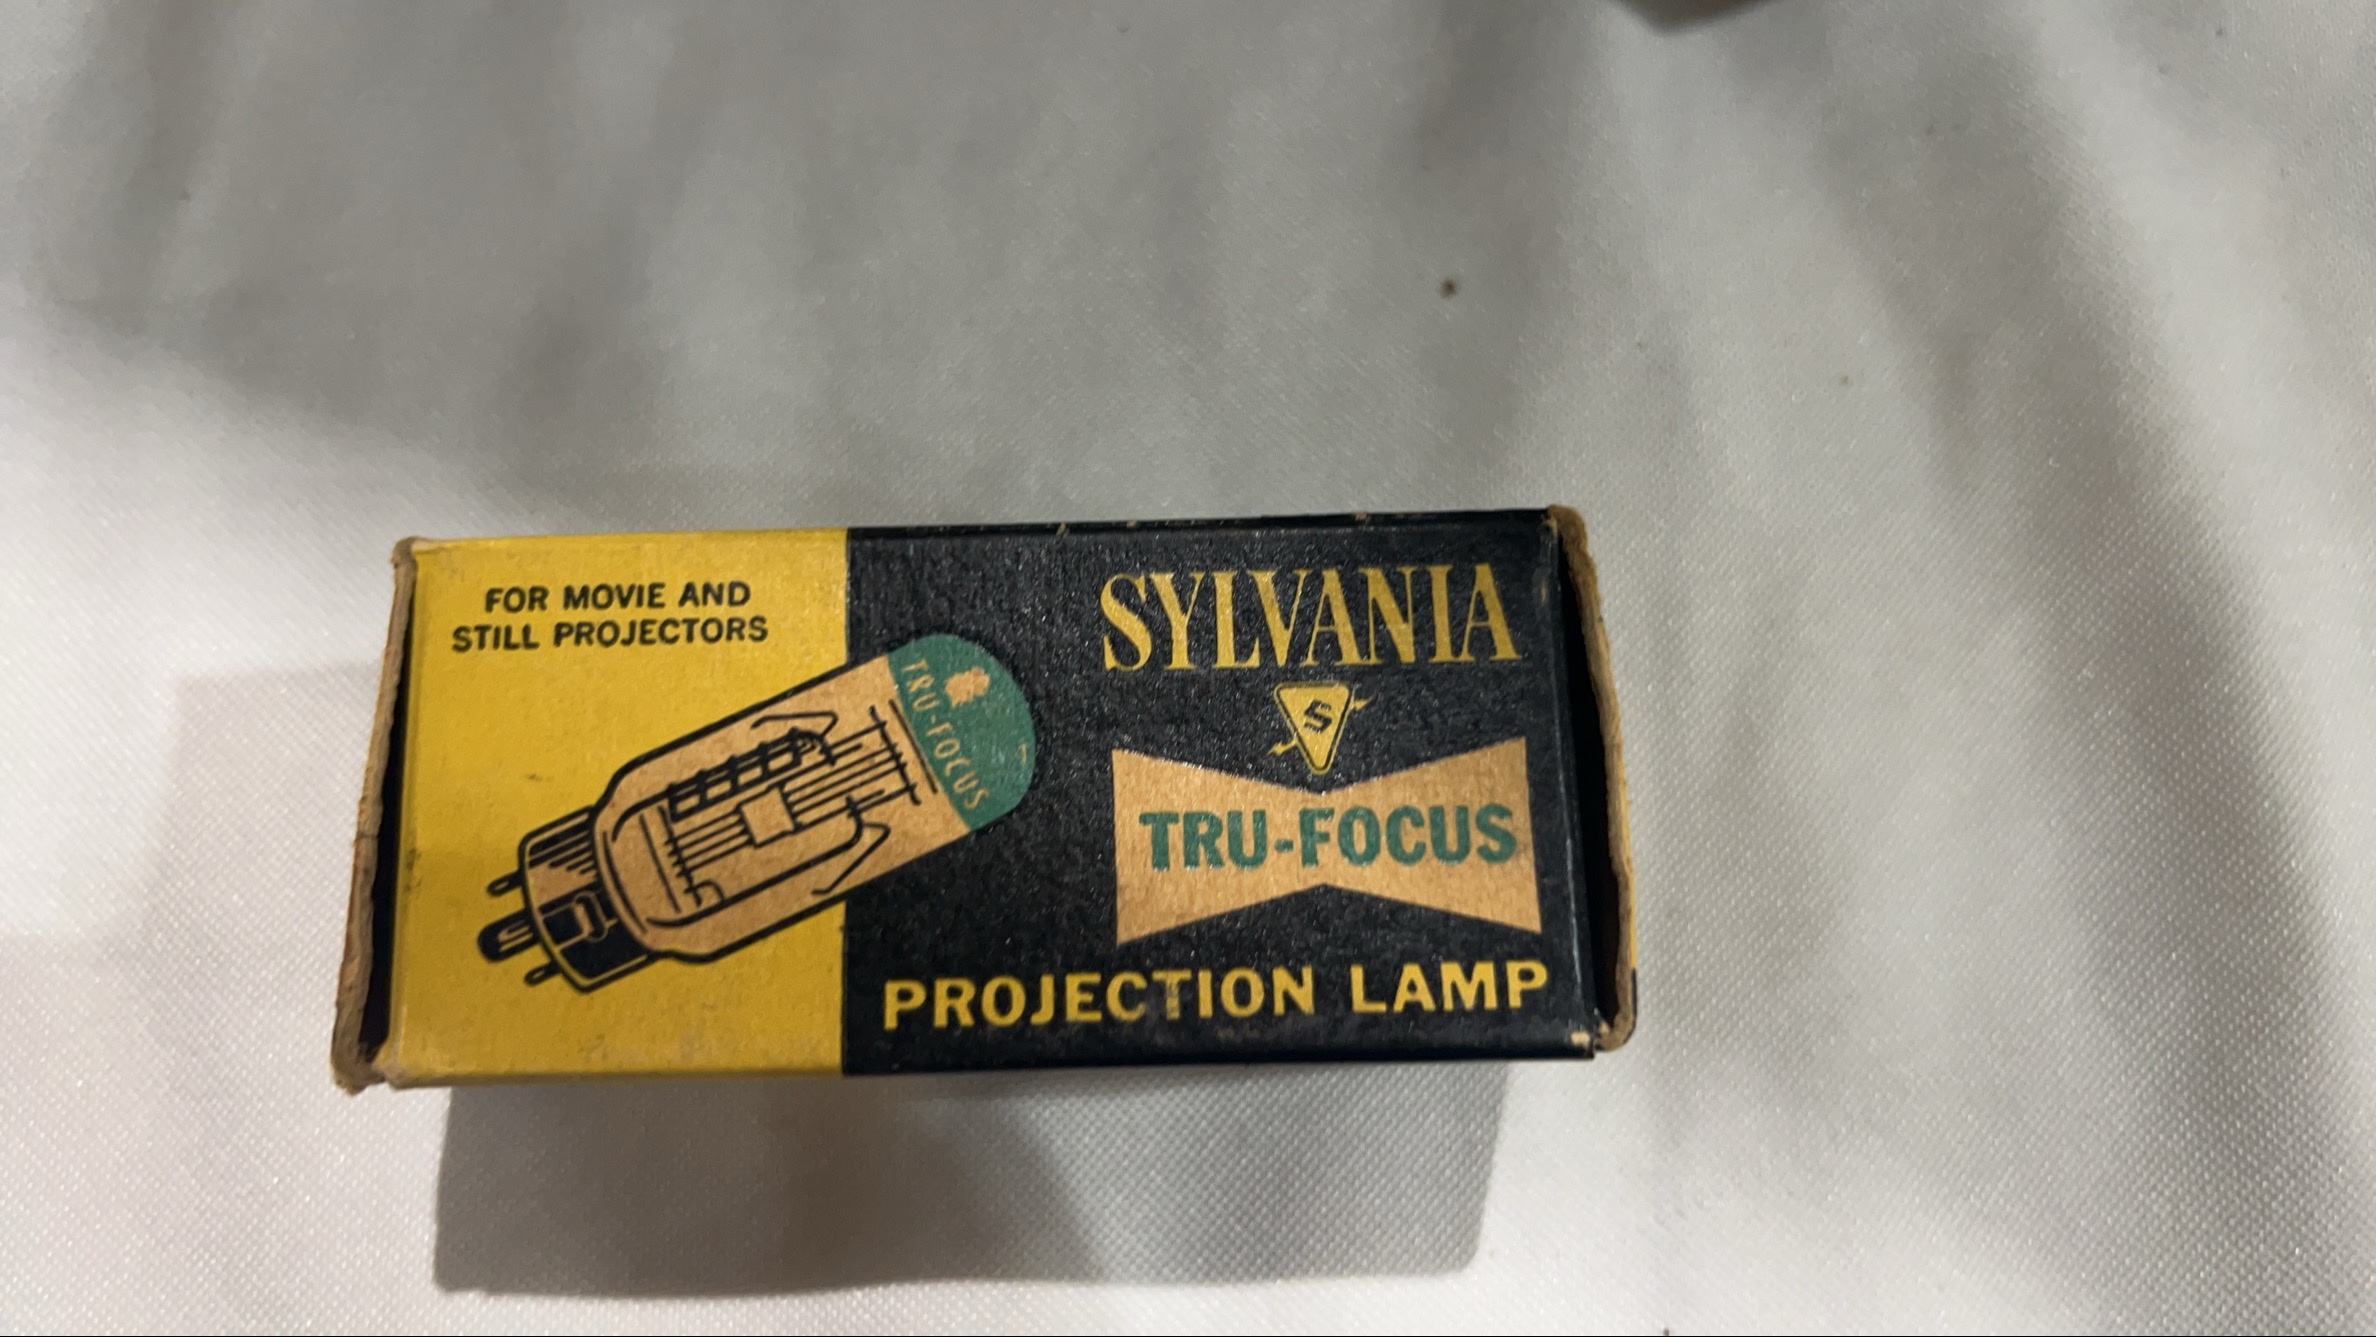 FOR MOVIE AND
STILL PROJECTORS
TRU-FOCUS
SYLVANIA
S
TRU-FOCUS
PROJECTION LAMP